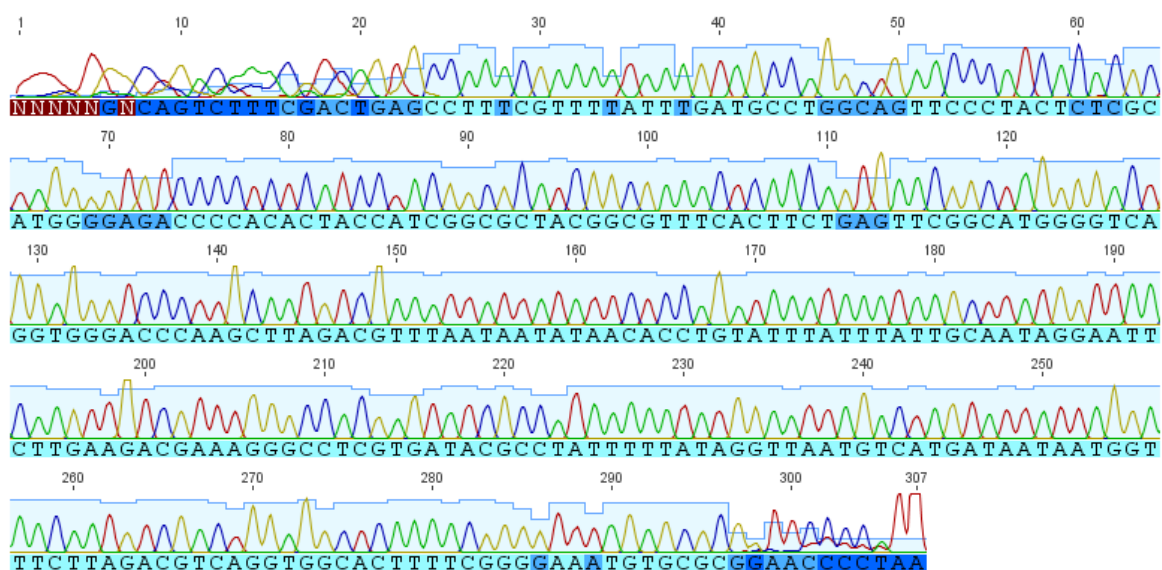 1 10 20 30 40 50 60
NNNNNGNCAGTCTTTCGACTGAGCCTTTCGTTTTATTTGATGCCTGGCAGTTCCCTACTCTCGC
70 80 90 100 110 120
ATGGGGAGACCCCACACTACCATCGGCGCTACGGCGTTTCACTTCTGAGTTCGGCATGGGGTCA
130 140 150 160 170 180 190
GGTGGGACCCAAGCTTAGACGTTTAATAATATAACACCTGTATTTATTTATTGCAATAGGAATT
200 210 220 230 240 250
CTTGAAGACGAAAGGGCCTCGTGATACGCCTATTTTTATAGGTTAATGTCATGATAATAATGGT
260 270 280 290 300 307
TTCTTAGACGTCAGGTGGCACTTTTCGGGGAAATGTGCGCGGAACCCCTAA